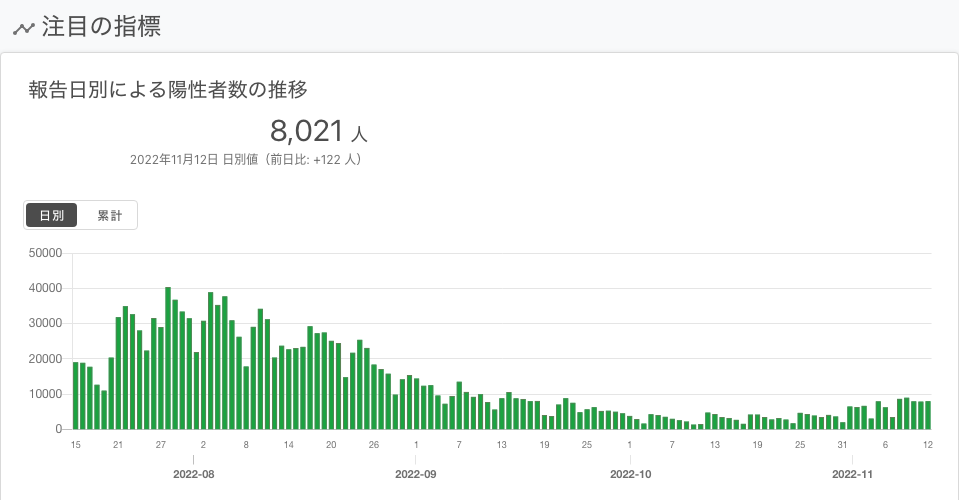 注目の指標
報告日別による陽性者数の推移
8,021 人
2022年11月12日 日別値（前日比: +122 人）
日別 累計
50000
40000
30000
20000
10000
0
15 21 27 2 8 14 20 26 1 7 13 19 25 1 7 13 19 25 31 6 12
2022-08 2022-09 2022-10 2022-11